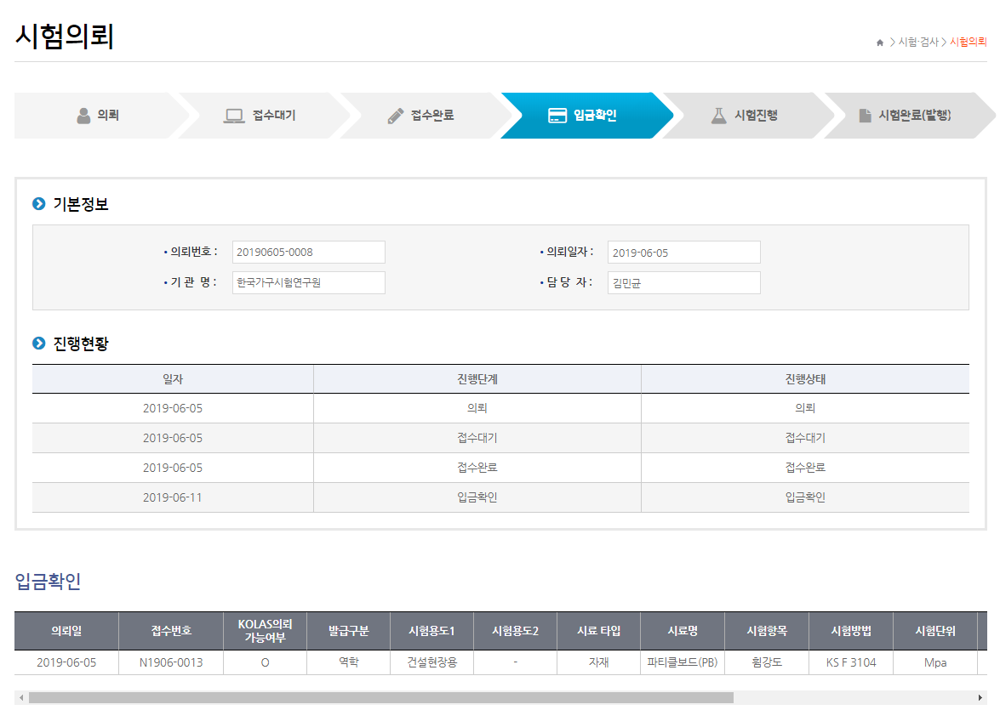 시험의뢰
> 시험·검사 > 시험의뢰
의뢰 접수대기 접수완료 입금확인 시험진행 시험완료(발행)
기본정보
• 의뢰번호 : 20190605-0008 • 의뢰일자 : 2019-06-05
• 기 관 명 : 한국가구시험연구원 • 담 당 자 : 김민균
진행현황
일자 진행단계 진행상태
2019-06-05 의뢰 의뢰
2019-06-05 접수대기 접수대기
2019-06-05 접수완료 접수완료
2019-06-11 입금확인 입금확인
입금확인
의뢰일 접수번호 KOLAS의뢰 가능여부 발급구분 시험용도1 시험용도2 시료 타입 시료명 시험항목 시험방법 시험단위
2019-06-05 N1906-0013 O 역학 건설현장용 - 자재 파티클보드(PB) 휨강도 KS F 3104 Mpa